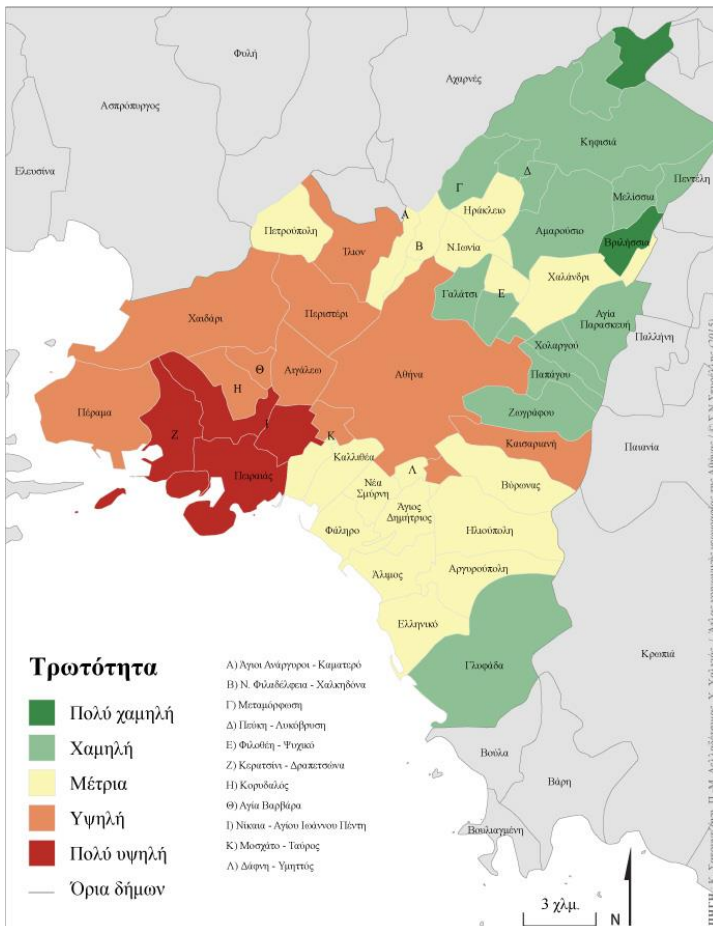 Φυλή
Αχαρνές
Ασπρόπυργος
Ελευσίνα
Κηφισιά
Πεντέλη
Δ
Γ
Μελίσσια
Ηράκλειο
Α
Πετρούπολη
Αμαρούσιο
Βριλήσσια
Β
Ν.Ιωνία
Ίλιον
Χαλάνδρι
Γαλάτσι
Ε
Αγία
Παρασκευή
Χαιδάρι
Περιστέρι
Χολαργού
Παλλήνη
Θ
Αιγάλεω
Αθήνα
Παπάγου
Η
Πέραμα
Ζωγράφου
Ζ
Ι
Κ
Καισαριανή
Παιανία
Καλλιθέα
Πειραιάς
Λ
Νέα
Σμύρνη
Βύρωνας
Άγιος
Δημήτριος
Φάληρο
Ηλιούπολη
Άλιμος
Αργυρούπολη
Ελληνικό
Κρωπιά
Γλυφάδα
Βούλα
Βάρη
Βουλιαγμένη
Τρωτότητα
Πολύ χαμηλή
Χαμηλή
Μέτρια
Υψηλή
Πολύ υψηλή
Όρια δήμων
Α) Άγιοι Ανάργυροι - Καματερό
Β) Ν. Φιλαδέλφεια - Χαλκηδόνα
Γ) Μεταμόρφωση
Δ) Πεύκη - Λυκόβρυση
Ε) Φιλοθέη - Ψυχικό
Ζ) Κερατσίνι - Δραπετσώνα
Η) Κορυδαλός
Θ) Αγία Βαρβάρα
Ι) Νίκαια - Αγίου Ιωάννου Ρέντη
Κ) Μοσχάτο - Ταύρος
Λ) Δάφνη - Υμηττός
3 χλμ.
N